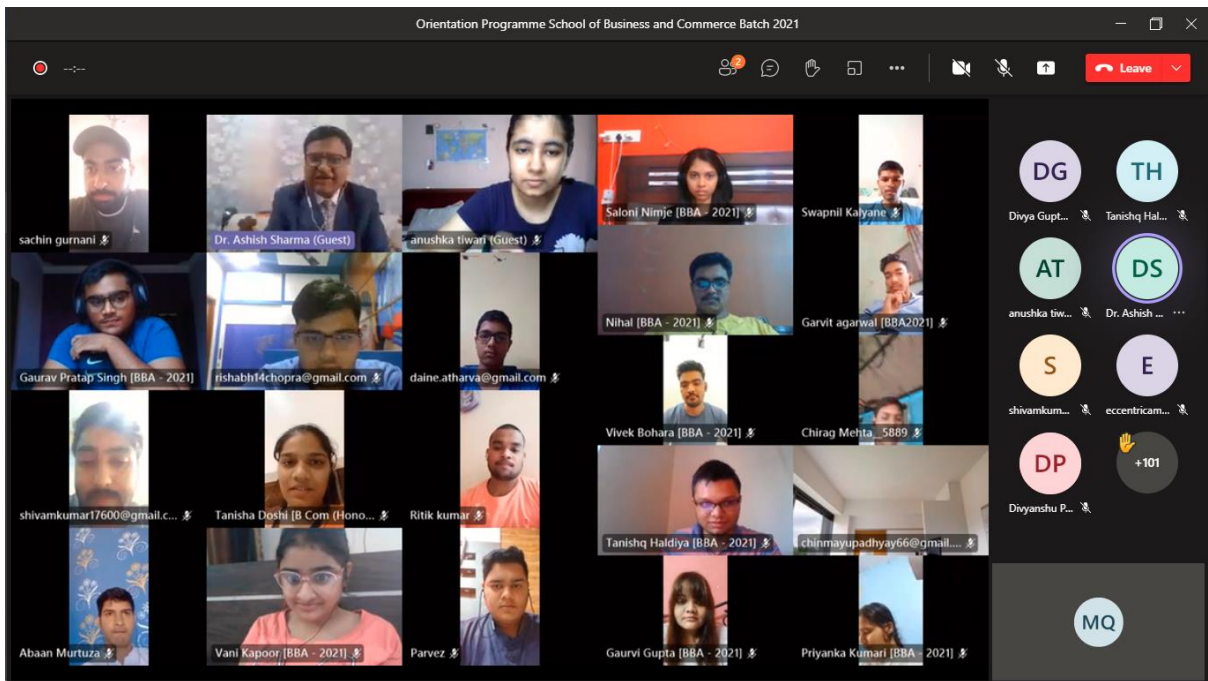 Orientation Programme School of Business and Commerce Batch 2021
--:--
2
Leave
sachin gurnani
Dr. Ashish Sharma (Guest)
anushka tiwari (Guest)
Saloni Nimje [BBA - 2021]
Swapnil Kalyane
Gaurav Pratap Singh [BBA - 2021]
rishabh14chopra@gmail.com
daine.atharva@gmail.com
Nihal [BBA - 2021]
Garvit agarwal [BBA2021]
Vivek Bohara [BBA - 2021]
Chirag Mehta_5889
shivamkumar17600@gmail.c...
Tanisha Doshi [B Com (Hono...
Ritik kumar
Tanishq Haldiya [BBA - 2021]
chinmayupadhyay66@gmail....
Abaan Murtuza
Vani Kapoor [BBA - 2021]
Parvez
Gaurvi Gupta [BBA - 2021]
Priyanka Kumari [BBA - 2021]
DG
TH
Divya Gupt...
Tanishq Hal...
AT
DS
anushka tiw...
Dr. Ashish ...
S
E
shivamkum...
eccentricam...
DP
+101
Divyanshu P...
MQ